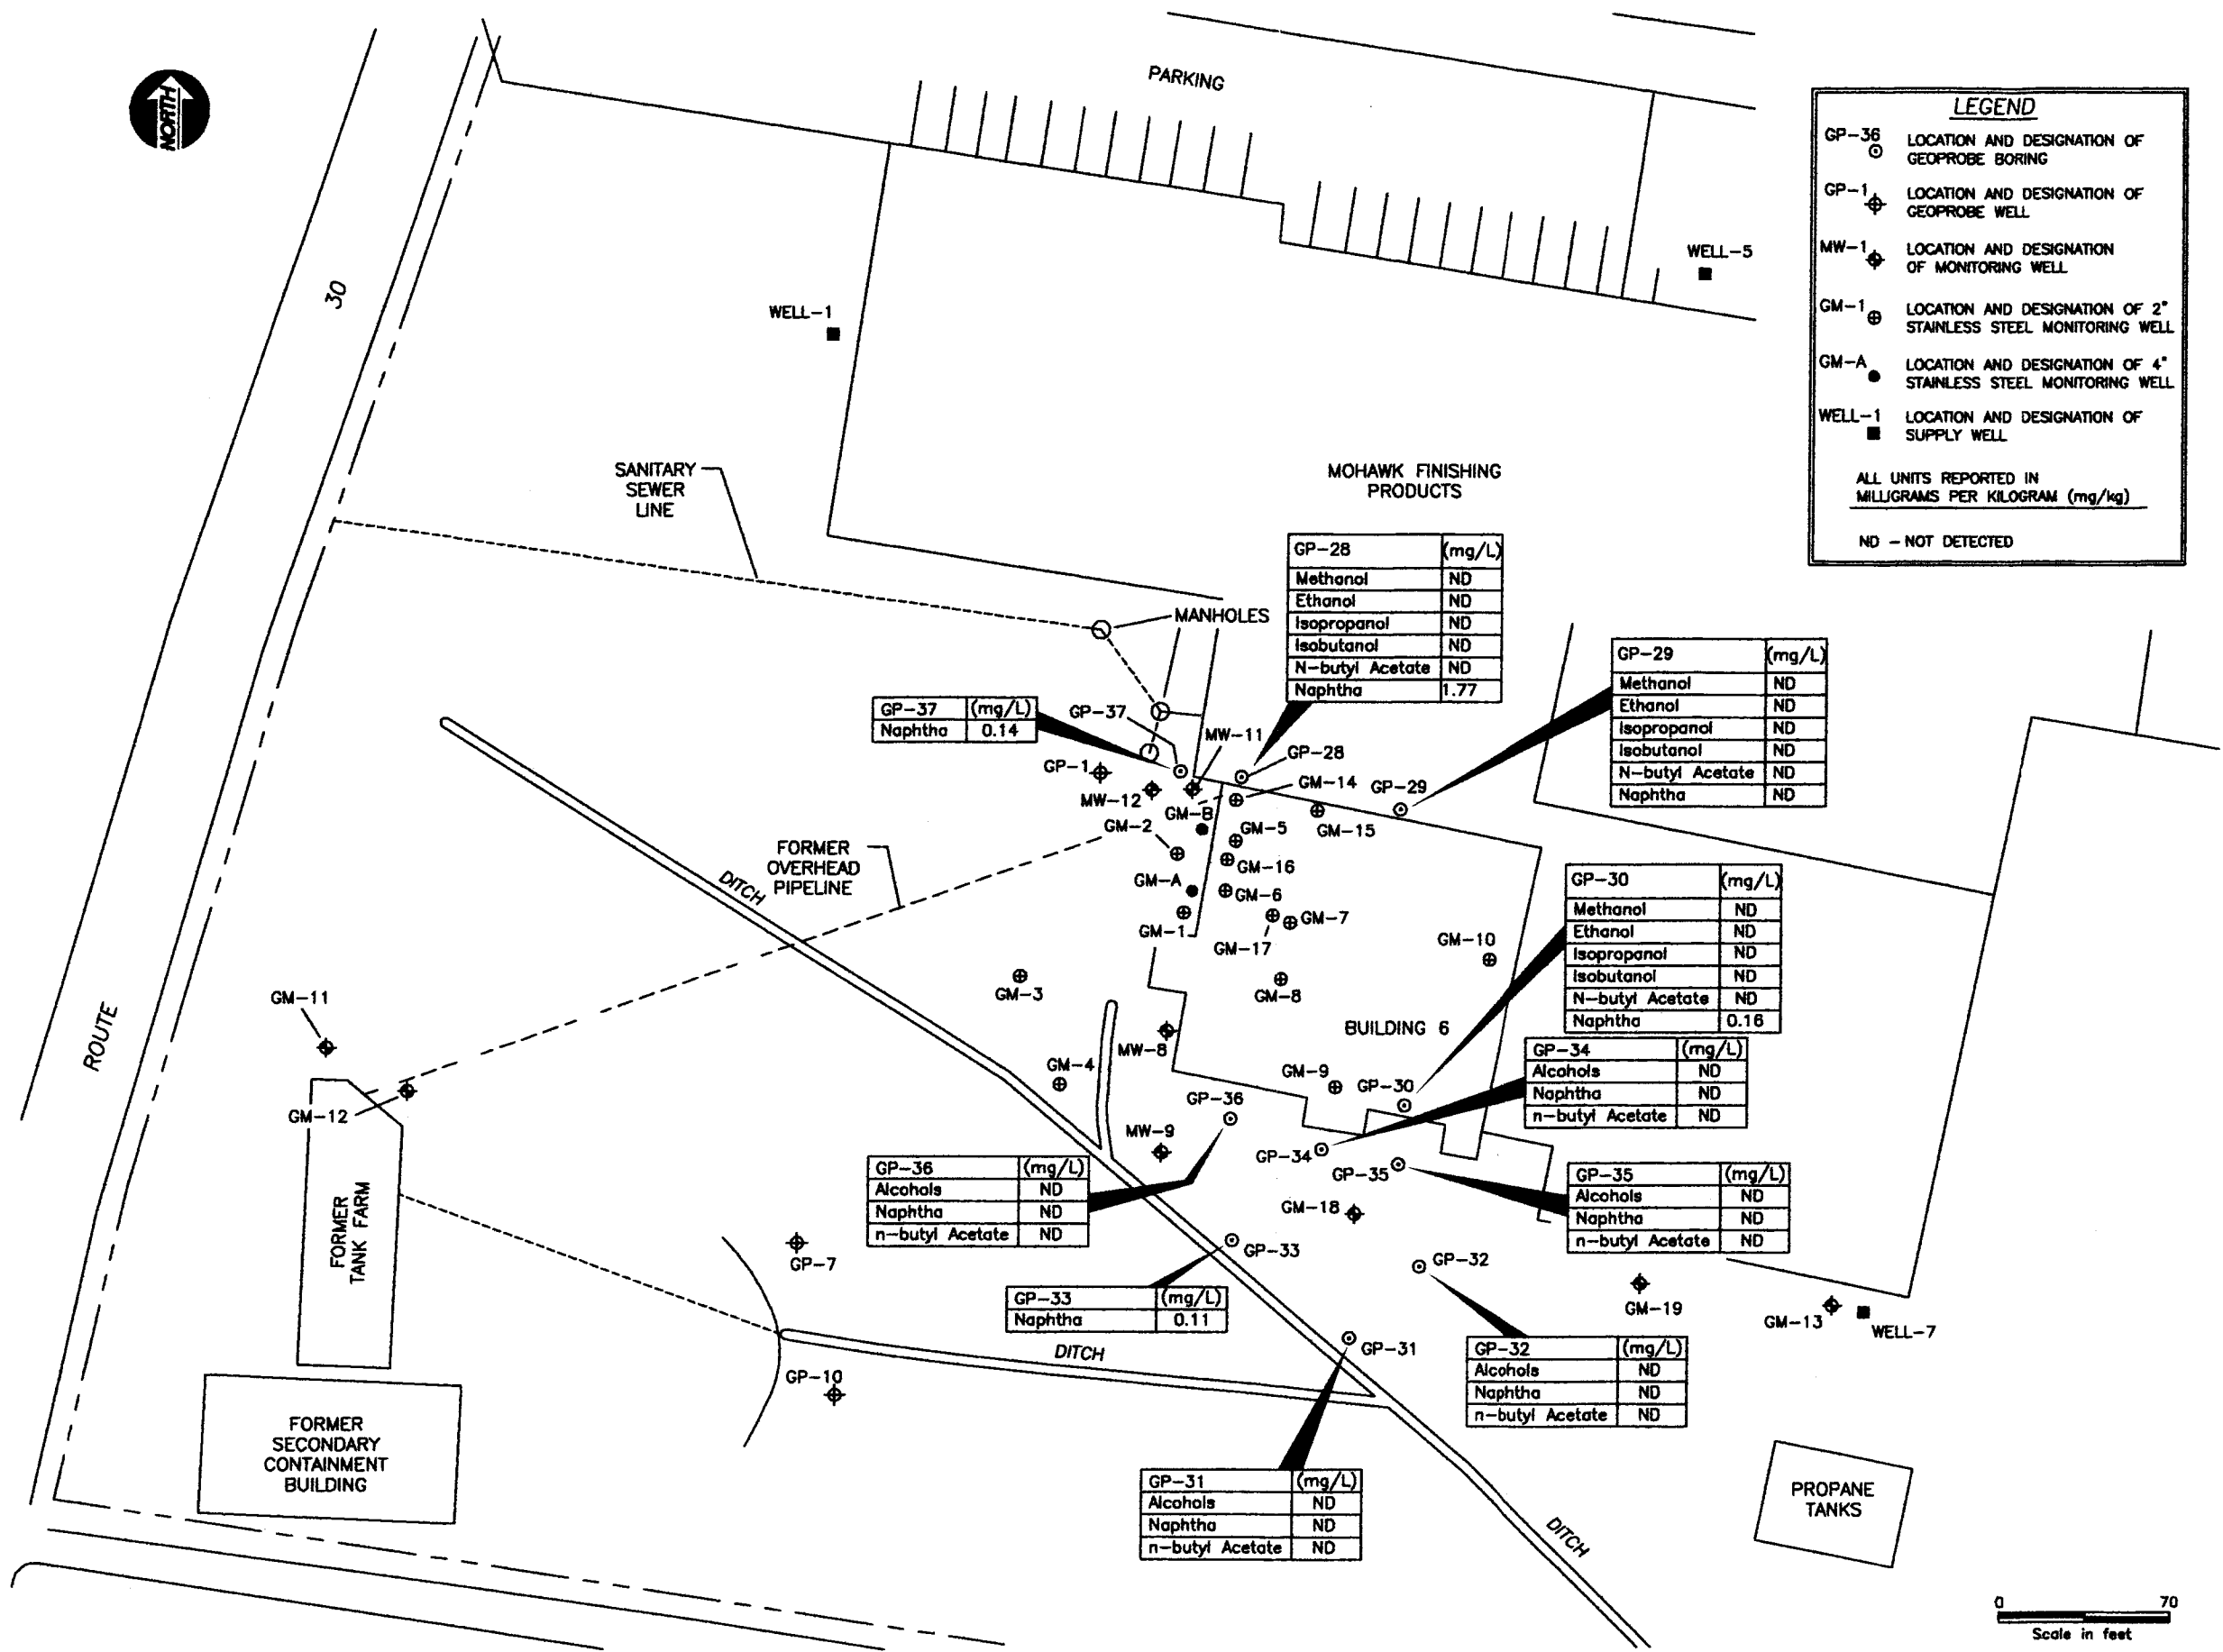 NORTH
PARKING
30
WELL-1
WELL-5
LEGEND
GP-36
LOCATION AND DESIGNATION OF
GEOPROBE BORING
GP-1
LOCATION AND DESIGNATION OF
GEOPROBE WELL
MW-1
LOCATION AND DESIGNATION
OF MONITORING WELL
GM-1
LOCATION AND DESIGNATION OF 2"
STAINLESS STEEL MONITORING WELL
GM-A
LOCATION AND DESIGNATION OF 4"
STAINLESS STEEL MONITORING WELL
WELL-1
LOCATION AND DESIGNATION OF
SUPPLY WELL
ALL UNITS REPORTED IN
MILLIGRAMS PER KILOGRAM (mg/kg)
ND - NOT DETECTED
SANITARY
SEWER
LINE
MOHAWK FINISHING
PRODUCTS
GP-28 (mg/L)
Methanol ND
Ethanol ND
Isopropanol ND
Isobutanol ND
N-butyl Acetate ND
Naphtha 1.77
MANHOLES
GP-29 (mg/L)
Methanol ND
Ethanol ND
Isopropanol ND
Isobutanol ND
N-butyl Acetate ND
Naphtha ND
GP-37 (mg/L)
Naphtha 0.14
GP-37
MW-11
GP-28
GP-1
GM-14
GP-29
MW-12
GM-B
GM-2
GM-5
GM-15
GM-16
GM-A
GM-6
GM-7
GM-1
GM-17
GM-10
GM-3
GM-8
FORMER
OVERHEAD
PIPELINE
DITCH
GP-30 (mg/L)
Methanol ND
Ethanol ND
Isopropanol ND
Isobutanol ND
N-butyl Acetate ND
Naphtha 0.16
GM-11
ROUTE
BUILDING 6
MW-8
GM-4
GM-9
GP-30
GP-34 (mg/L)
Alcohols ND
Naphtha ND
n-butyl Acetate ND
GM-12
GP-36
MW-9
GP-34
GP-35
GP-36 (mg/L)
Alcohols ND
Naphtha ND
n-butyl Acetate ND
GP-35 (mg/L)
Alcohols ND
Naphtha ND
n-butyl Acetate ND
FORMER
TANK FARM
GM-18
GP-7
GP-33
GP-32
GP-33 (mg/L)
Naphtha 0.11
GM-19
GM-13
WELL-7
GP-31
DITCH
GP-10
GP-32 (mg/L)
Alcohols ND
Naphtha ND
n-butyl Acetate ND
FORMER
SECONDARY
CONTAINMENT
BUILDING
GP-31 (mg/L)
Alcohols ND
Naphtha ND
n-butyl Acetate ND
DITCH
PROPANE
TANKS
0 70
Scale in feet